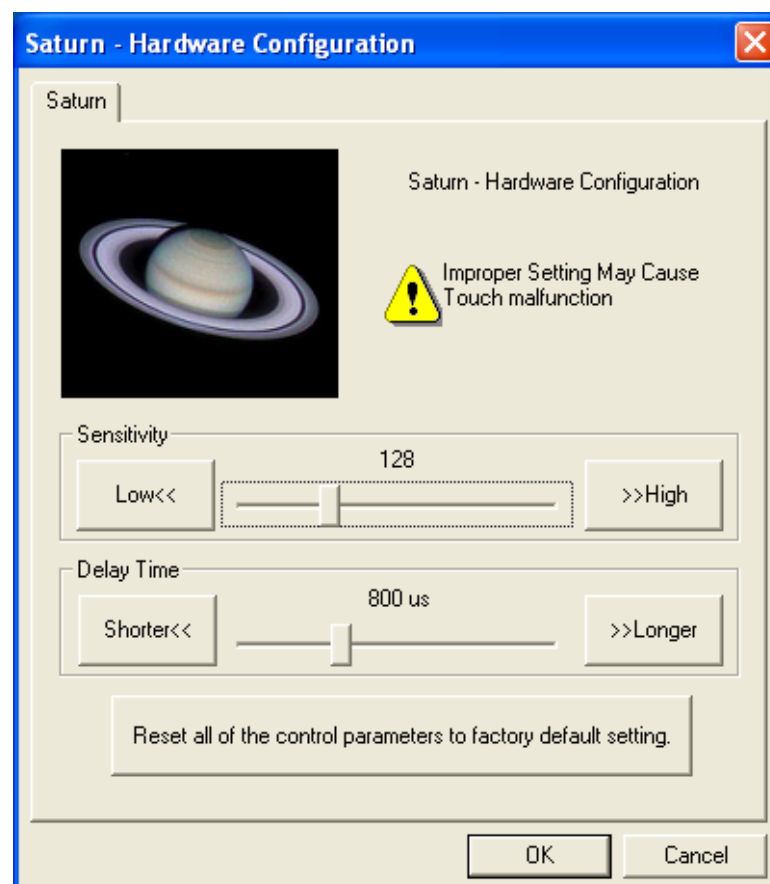 Saturn - Hardware Configuration
Saturn
Saturn - Hardware Configuration
Improper Setting May Cause
Touch malfunction
Sensitivity
128
Low<<
>>High
Delay Time
800 us
Shorter<<
>>Longer
Reset all of the control parameters to factory default setting.
OK
Cancel